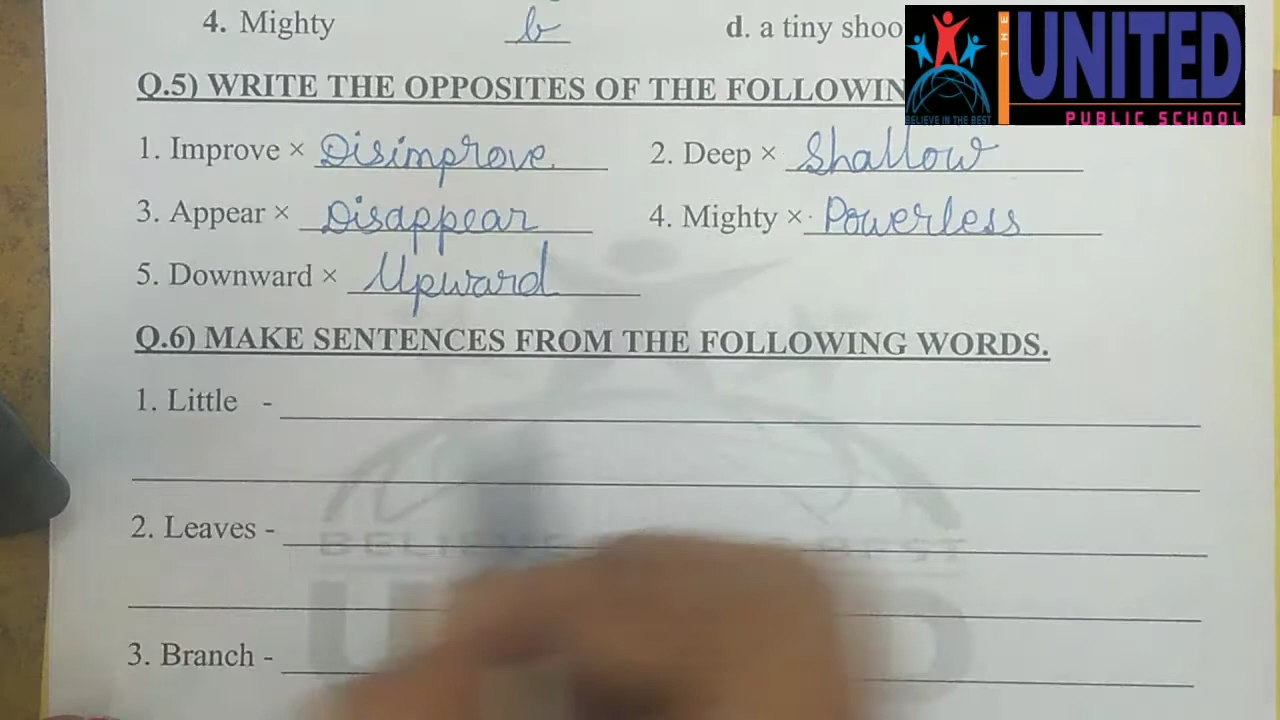 4. Mighty b d. a tiny shoo
THE UNITED
BELIEVE IN THE BEST
PUBLIC SCHOOL
Q.5) WRITE THE OPPOSITES OF THE FOLLOWIN
1. Improve × Disimprove 2. Deep × Shallow
3. Appear × Disappear 4. Mighty × Powerless
5. Downward × Upward
Q.6) MAKE SENTENCES FROM THE FOLLOWING WORDS.
1. Little -
2. Leaves -
3. Branch -